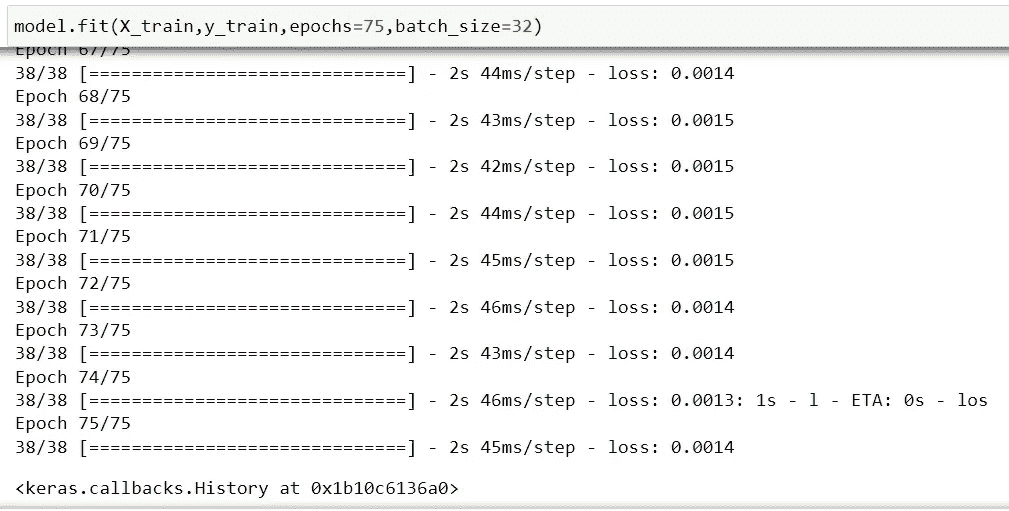 model.fit(X_train,y_train,epochs=75,batch_size=32)
Epoch 67/75
38/38 [==============================] - 2s 44ms/step - loss: 0.0014
Epoch 68/75
38/38 [==============================] - 2s 43ms/step - loss: 0.0015
Epoch 69/75
38/38 [==============================] - 2s 42ms/step - loss: 0.0015
Epoch 70/75
38/38 [==============================] - 2s 44ms/step - loss: 0.0015
Epoch 71/75
38/38 [==============================] - 2s 45ms/step - loss: 0.0015
Epoch 72/75
38/38 [==============================] - 2s 46ms/step - loss: 0.0014
Epoch 73/75
38/38 [==============================] - 2s 43ms/step - loss: 0.0014
Epoch 74/75
38/38 [==============================] - 2s 46ms/step - loss: 0.0013: 1s - l - ETA: 0s - los
Epoch 75/75
38/38 [==============================] - 2s 45ms/step - loss: 0.0014
<keras.callbacks.History at 0x1b10c6136a0>